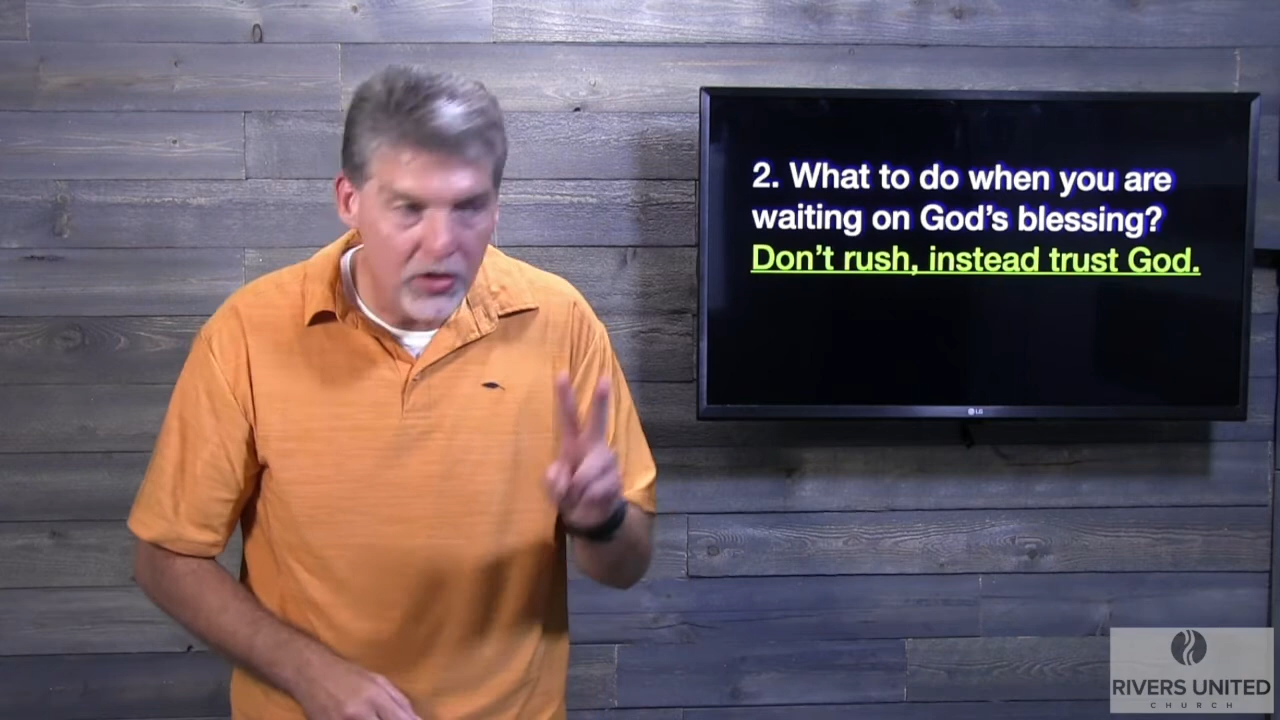 2. What to do when you are
waiting on God's blessing?
Don't rush, instead trust God.
LG
RIVERS UNITED
CHURCH